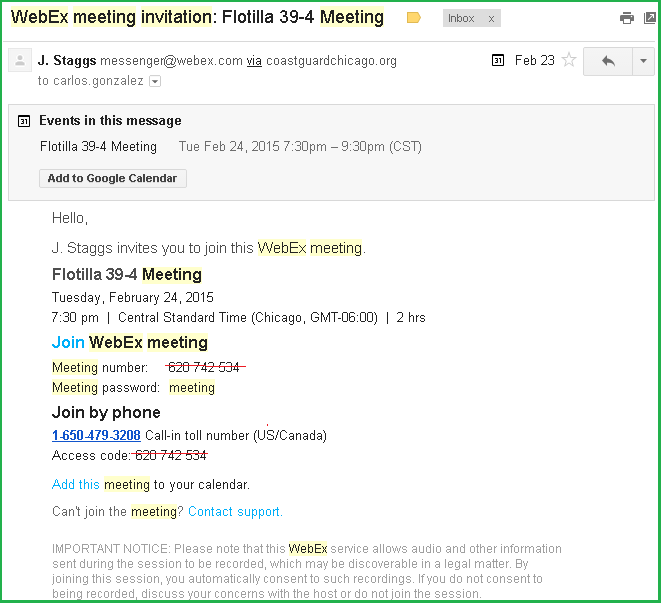 WebEx meeting invitation: Flotilla 39-4 Meeting Inbox x
J. Staggs messenger@webex.com via coastguardchicago.org 31 Feb 23
to carlos.gonzalez
31 Events in this message
Flotilla 39-4 Meeting Tue Feb 24, 2015 7:30pm – 9:30pm (CST)
Add to Google Calendar
Hello,
J. Staggs invites you to join this WebEx meeting.
Flotilla 39-4 Meeting
Tuesday, February 24, 2015
7:30 pm | Central Standard Time (Chicago, GMT-06:00) | 2 hrs
Join WebEx meeting
Meeting number: 620 742 534
Meeting password: meeting
Join by phone
1-650-479-3208 Call-in toll number (US/Canada)
Access code: 620 742 534
Add this meeting to your calendar.
Can't join the meeting? Contact support.
IMPORTANT NOTICE: Please note that this WebEx service allows audio and other information
sent during the session to be recorded, which may be discoverable in a legal matter. By
joining this session, you automatically consent to such recordings. If you do not consent to
being recorded, discuss your concerns with the host or do not join the session.